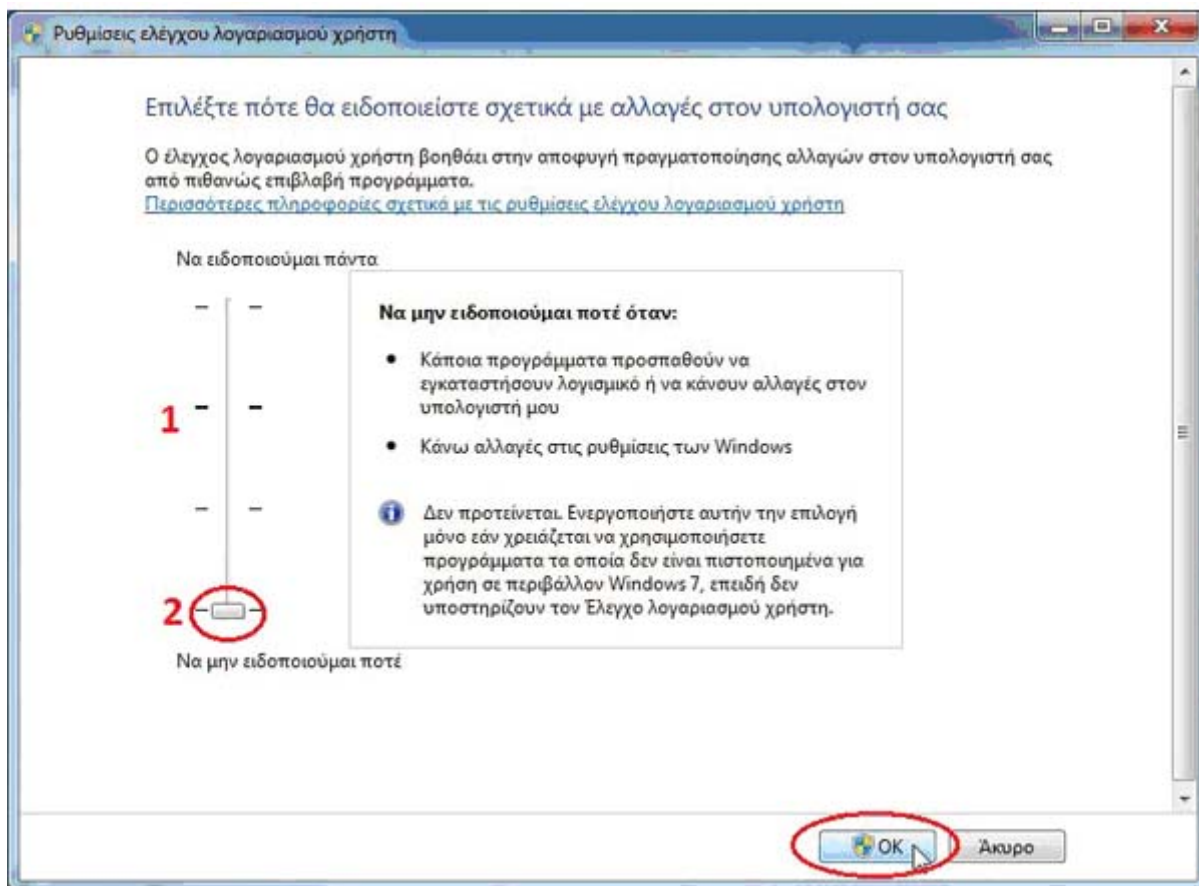 Ρυθμίσεις ελέγχου λογαριασμού χρήστη
Επιλέξτε πότε θα ειδοποιείστε σχετικά με αλλαγές στον υπολογιστή σας
Ο έλεγχος λογαριασμού χρήστη βοηθάει στην αποφυγή πραγματοποίησης αλλαγών στον υπολογιστή σας
από πιθανώς επιβλαβή προγράμματα.
Περισσότερες πληροφορίες σχετικά με τις ρυθμίσεις ελέγχου λογαριασμού χρήστη
Να ειδοποιούμαι πάντα
Να μην ειδοποιούμαι ποτέ όταν:
Κάποια προγράμματα προσπαθούν να
εγκαταστήσουν λογισμικό ή να κάνουν αλλαγές στον
υπολογιστή μου
1
Κάνω αλλαγές στις ρυθμίσεις των Windows
Δεν προτείνεται. Ενεργοποιήστε αυτήν την επιλογή
μόνο εάν χρειάζεται να χρησιμοποιήσετε
προγράμματα τα οποία δεν είναι πιστοποιημένα για
χρήση σε περιβάλλον Windows 7, επειδή δεν
υποστηρίζουν τον Έλεγχο λογαριασμού χρήστη.
2
Να μην ειδοποιούμαι ποτέ
OK
Άκυρο